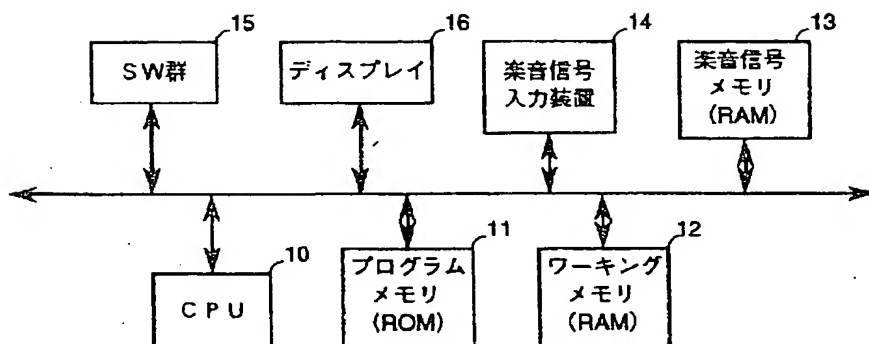 15
SW群
16
ディスプレイ
14
楽音信号
入力装置
13
楽音信号
メモリ
(RAM)
10
CPU
11
プログラム
メモリ
(ROM)
12
ワーキング
メモリ
(RAM)